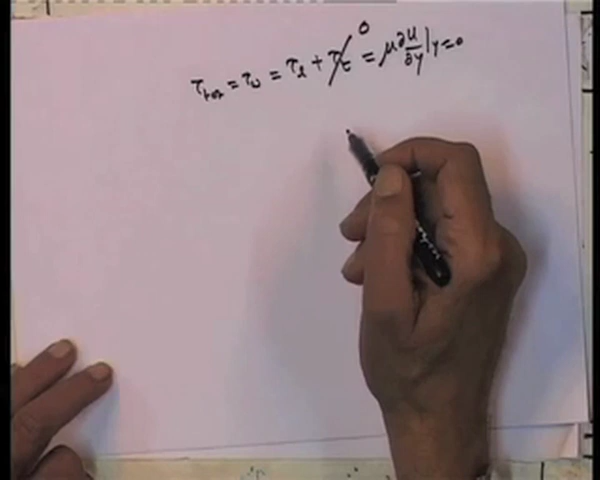 τ_tot = τ_w = τ_l + τ_t 0 = μ ∂u/∂y|y=0